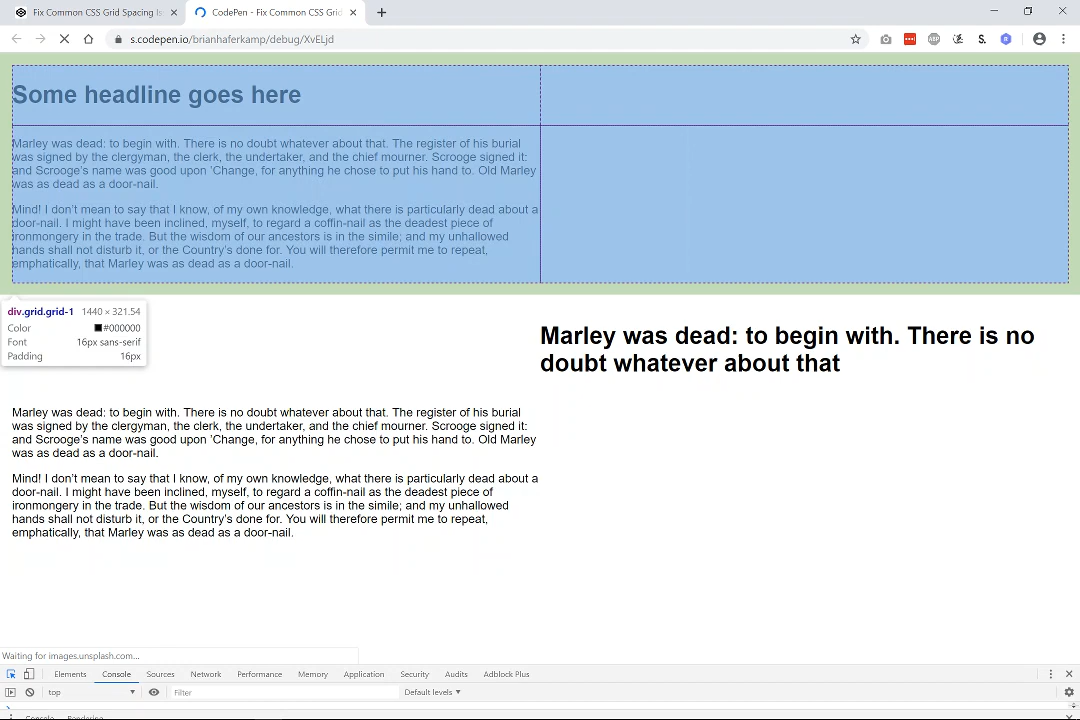 Fix Common CSS Grid Spacing Is
CodePen - Fix Common CSS Grid
s.codepen.io/brianhaferkamp/debug/XvELjd
ABP
S.
Some headline goes here
Marley was dead: to begin with. There is no doubt whatever about that. The register of his burial
was signed by the clergyman, the clerk, the undertaker, and the chief mourner. Scrooge signed it:
and Scrooge’s name was good upon ’Change, for anything he chose to put his hand to. Old Marley
was as dead as a door-nail.
Mind! I don’t mean to say that I know, of my own knowledge, what there is particularly dead about a
door-nail. I might have been inclined, myself, to regard a coffin-nail as the deadest piece of
ironmongery in the trade. But the wisdom of our ancestors is in the simile; and my unhallowed
hands shall not disturb it, or the Country’s done for. You will therefore permit me to repeat,
emphatically, that Marley was as dead as a door-nail.
div.grid.grid-1 1440 × 321.54
Color #000000
Font 16px sans-serif
Padding 16px
Marley was dead: to begin with. There is no
doubt whatever about that
Marley was dead: to begin with. There is no doubt whatever about that. The register of his burial
was signed by the clergyman, the clerk, the undertaker, and the chief mourner. Scrooge signed it:
and Scrooge’s name was good upon ’Change, for anything he chose to put his hand to. Old Marley
was as dead as a door-nail.
Mind! I don’t mean to say that I know, of my own knowledge, what there is particularly dead about a
door-nail. I might have been inclined, myself, to regard a coffin-nail as the deadest piece of
ironmongery in the trade. But the wisdom of our ancestors is in the simile; and my unhallowed
hands shall not disturb it, or the Country’s done for. You will therefore permit me to repeat,
emphatically, that Marley was as dead as a door-nail.
Waiting for images.unsplash.com...
Elements Console Sources Network Performance Memory Application Security Audits Adblock Plus
top Filter Default levels
Console Rendering